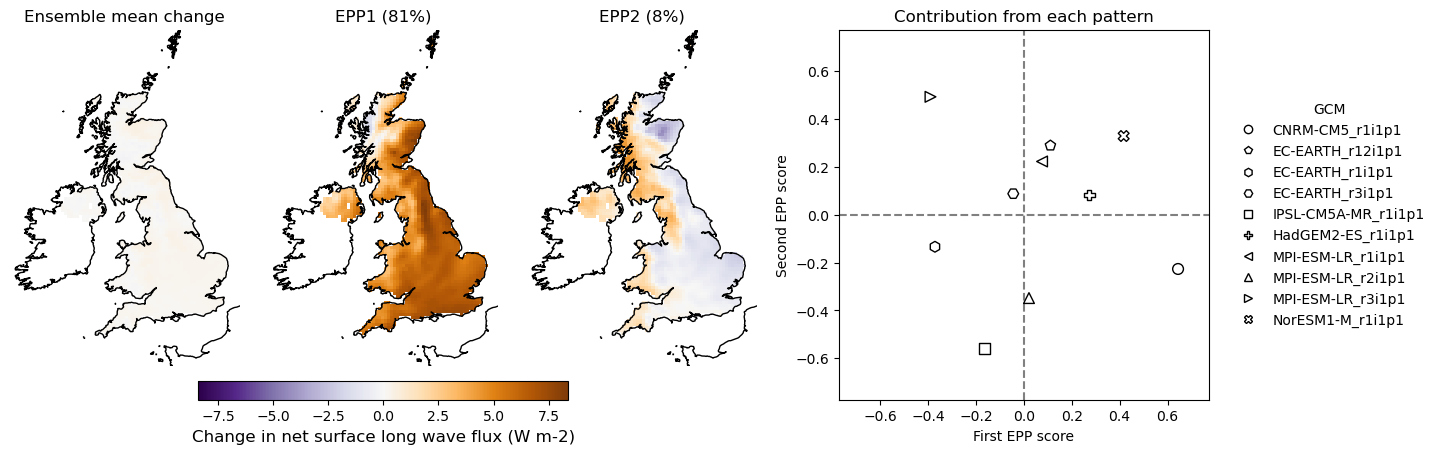 Ensemble mean change
EPP1 (81%)
EPP2 (8%)
Contribution from each pattern
−7.5 −5.0 −2.5 0.0 2.5 5.0 7.5
Change in net surface long wave flux (W m-2)
Second EPP score
0.6
0.4
0.2
0.0
−0.2
−0.4
−0.6
−0.6 −0.4 −0.2 0.0 0.2 0.4 0.6
First EPP score
GCM
CNRM-CM5_r1i1p1
EC-EARTH_r12i1p1
EC-EARTH_r1i1p1
EC-EARTH_r3i1p1
IPSL-CM5A-MR_r1i1p1
HadGEM2-ES_r1i1p1
MPI-ESM-LR_r1i1p1
MPI-ESM-LR_r2i1p1
MPI-ESM-LR_r3i1p1
NorESM1-M_r1i1p1